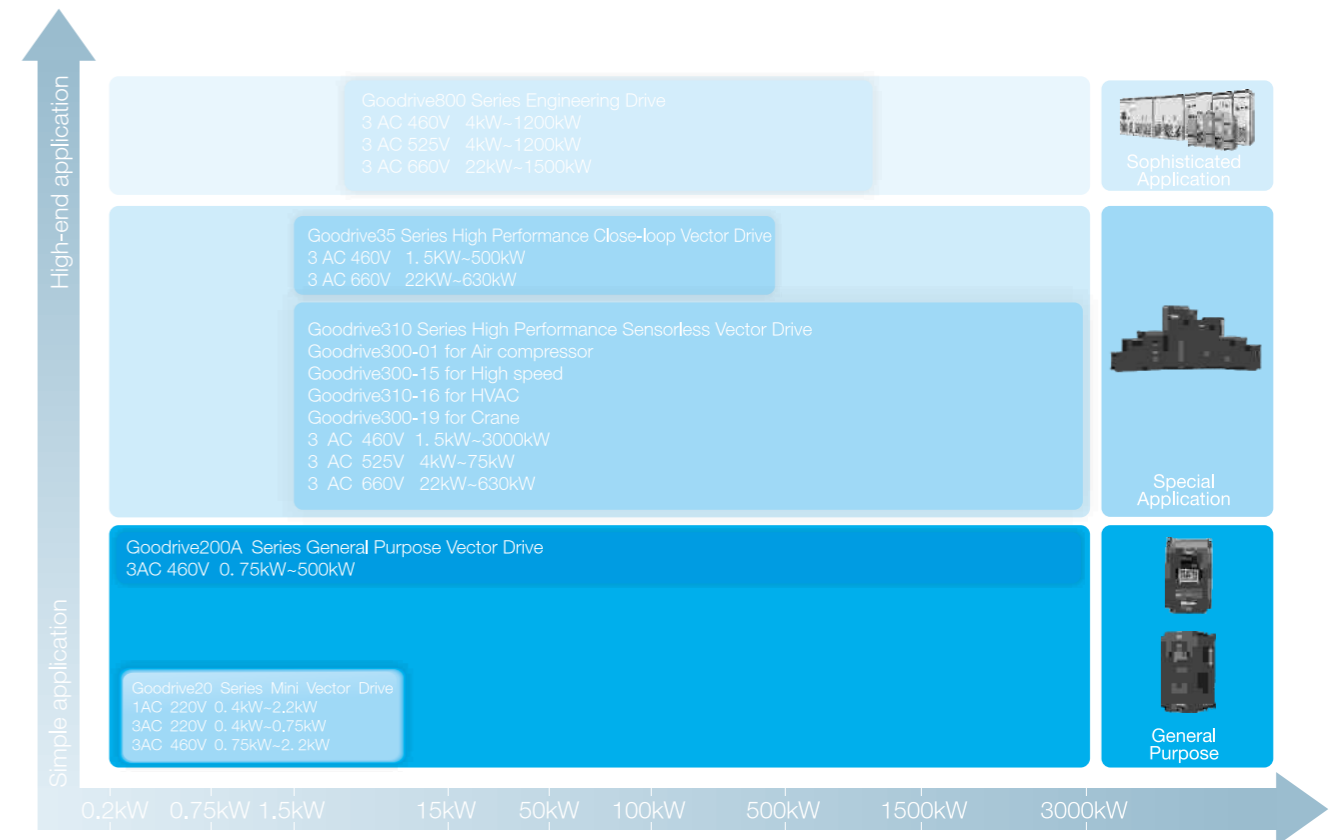 High-end application
Goodrive800 Series Engineering Drive
3 AC 460V 4kW~1200kW
3 AC 525V 4kW~1200kW
3 AC 660V 22kW~1500kW
Sophisticated
Application
Goodrive35 Series High Performance Close-loop Vector Drive
3 AC 460V 1. 5KW~500kW
3 AC 660V 22KW~630kW
Goodrive310 Series High Performance Sensorless Vector Drive
Goodrive300-01 for Air compressor
Goodrive300-15 for High speed
Goodrive310-16 for HVAC
Goodrive300-19 for Crane
3 AC 460V 1. 5kW~3000kW
3 AC 525V 4kW~75kW
3 AC 660V 22kW~630kW
Special
Application
Simple application
Goodrive200A Series General Purpose Vector Drive
3AC 460V 0. 75kW~500kW
Goodrive20 Series Mini Vector Drive
1AC 220V 0. 4kW~2.2kW
3AC 220V 0. 4kW~0.75kW
3AC 460V 0. 75kW~2. 2kW
General
Purpose
0.2kW 0.75kW 1.5kW 15kW 50kW 100kW 500kW 1500kW 3000kW